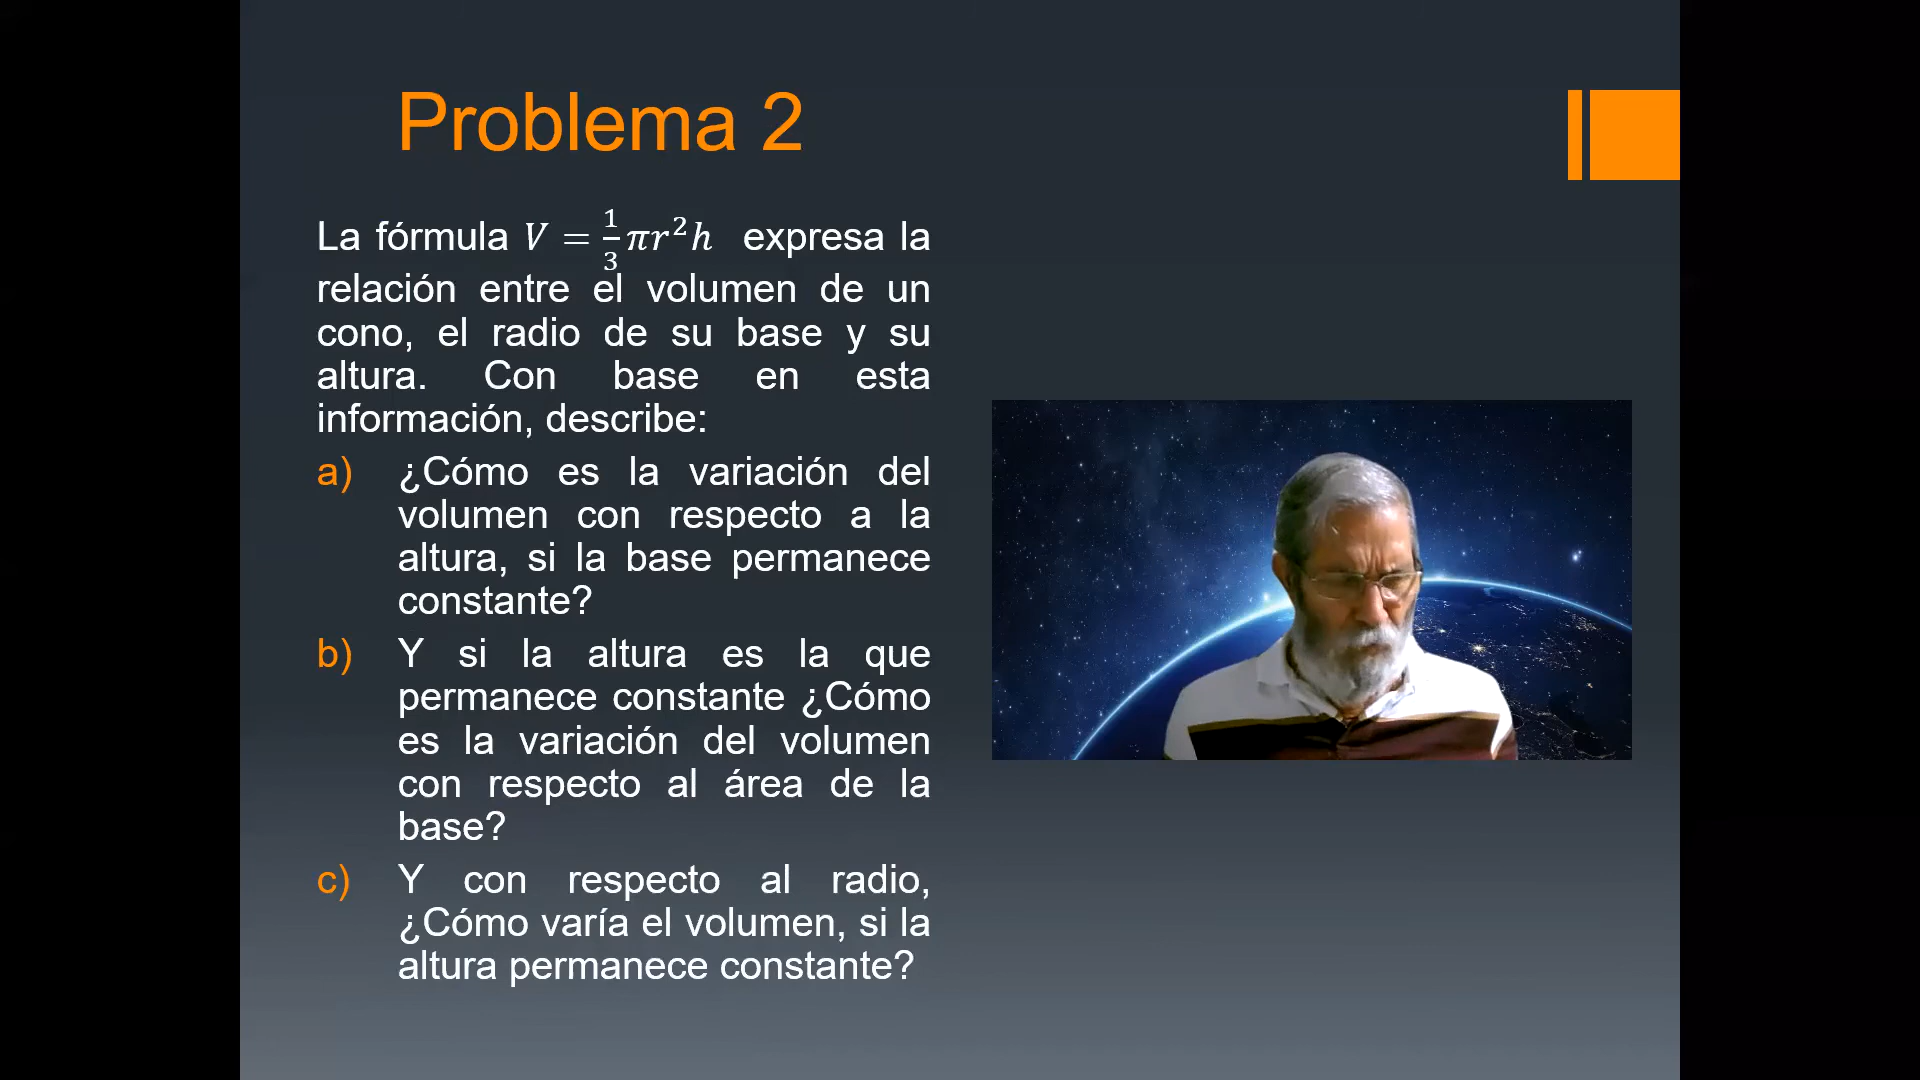 Problema 2
La fórmula V = 1/3 πr²h expresa la
relación entre el volumen de un
cono, el radio de su base y su
altura. Con base en esta
información, describe:
a) ¿Cómo es la variación del
volumen con respecto a la
altura, si la base permanece
constante?
b) Y si la altura es la que
permanece constante ¿Cómo
es la variación del volumen
con respecto al área de la
base?
c) Y con respecto al radio,
¿Cómo varía el volumen, si la
altura permanece constante?